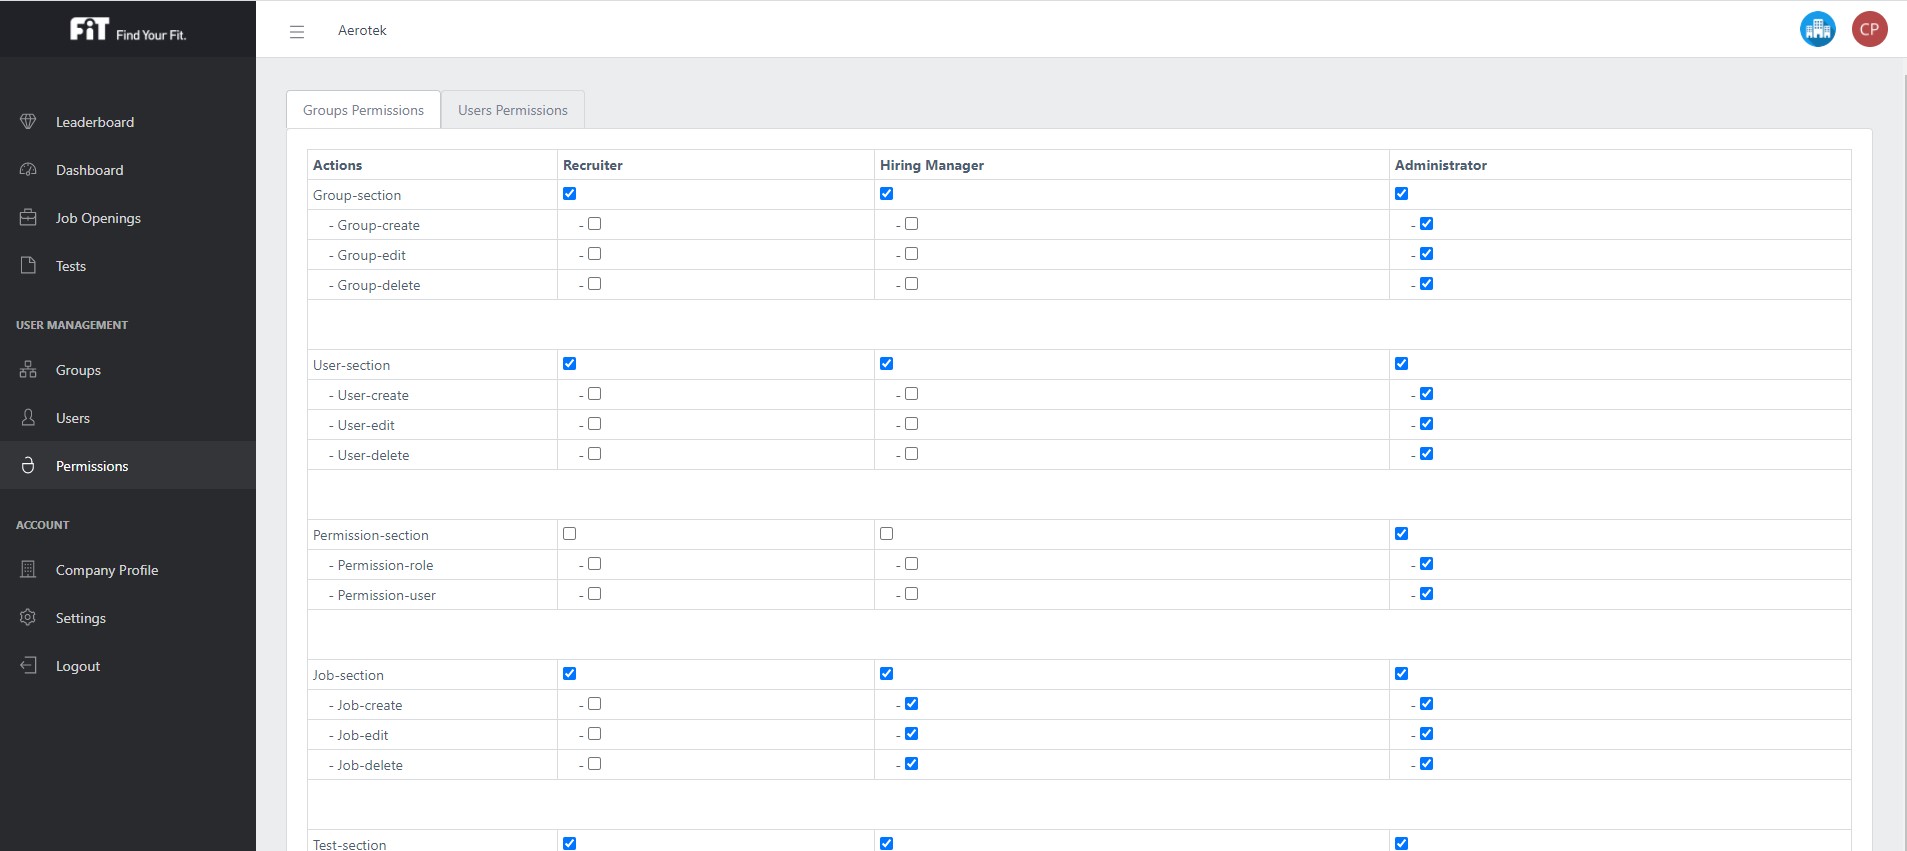 FiT Find Your Fit.
Aerotek
CP
Leaderboard
Dashboard
Job Openings
Tests
USER MANAGEMENT
Groups
Users
Permissions
ACCOUNT
Company Profile
Settings
Logout
Groups Permissions Users Permissions
Actions Recruiter Hiring Manager Administrator
Group-section
- Group-create - - -
- Group-edit - - -
- Group-delete - - -
User-section
- User-create - - -
- User-edit - - -
- User-delete - - -
Permission-section
- Permission-role - - -
- Permission-user - - -
Job-section
- Job-create - - -
- Job-edit - - -
- Job-delete - - -
Test-section